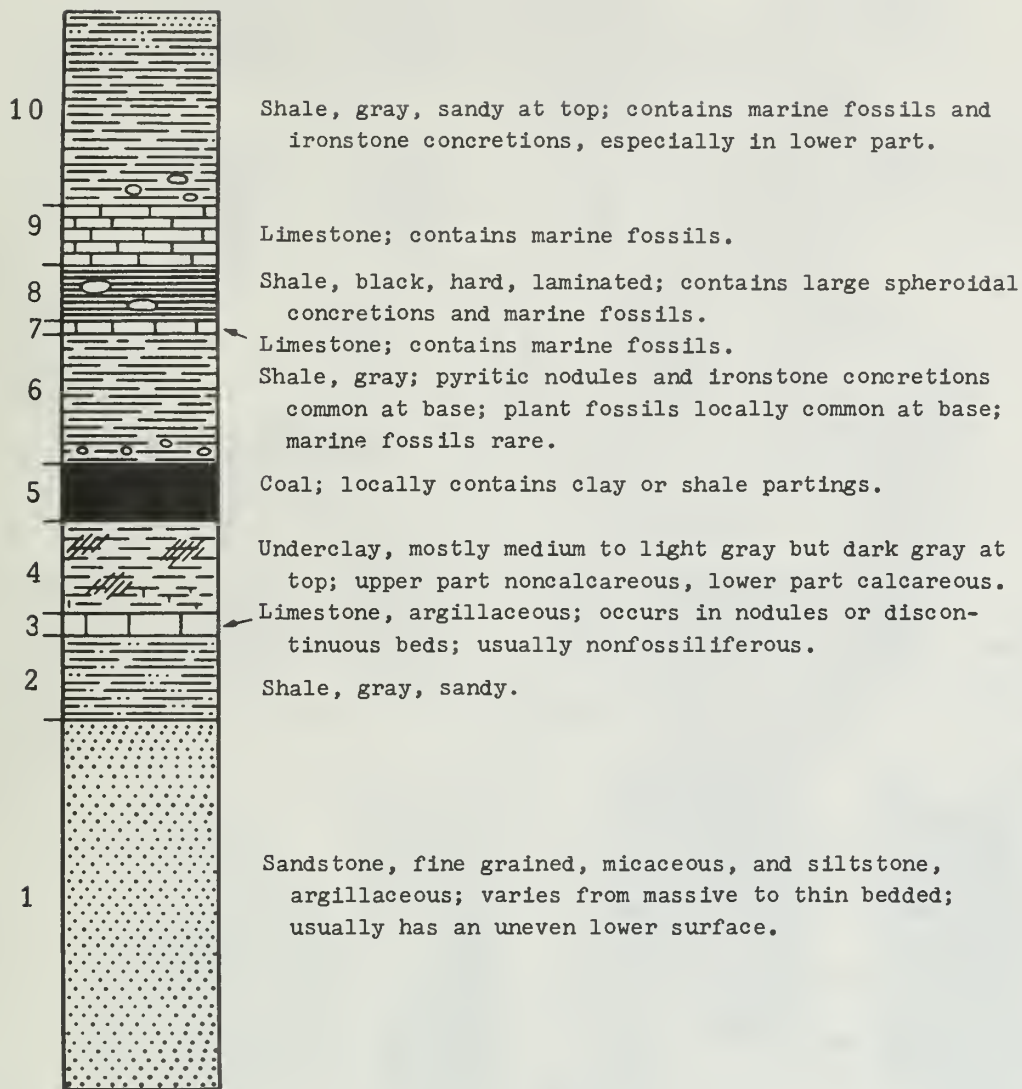 10 Shale, gray, sandy at top; contains marine fossils and
ironstone concretions, especially in lower part.
9 Limestone; contains marine fossils.
8 Shale, black, hard, laminated; contains large spheroidal
concretions and marine fossils.
7 Limestone; contains marine fossils.
6 Shale, gray; pyritic nodules and ironstone concretions
common at base; plant fossils locally common at base;
marine fossils rare.
5 Coal; locally contains clay or shale partings.
4 Underclay, mostly medium to light gray but dark gray at
top; upper part noncalcareous, lower part calcareous.
3 Limestone, argillaceous; occurs in nodules or discon-
tinuous beds; usually nonfossiliferous.
2 Shale, gray, sandy.
1 Sandstone, fine grained, micaceous, and siltstone,
argillaceous; varies from massive to thin bedded;
usually has an uneven lower surface.